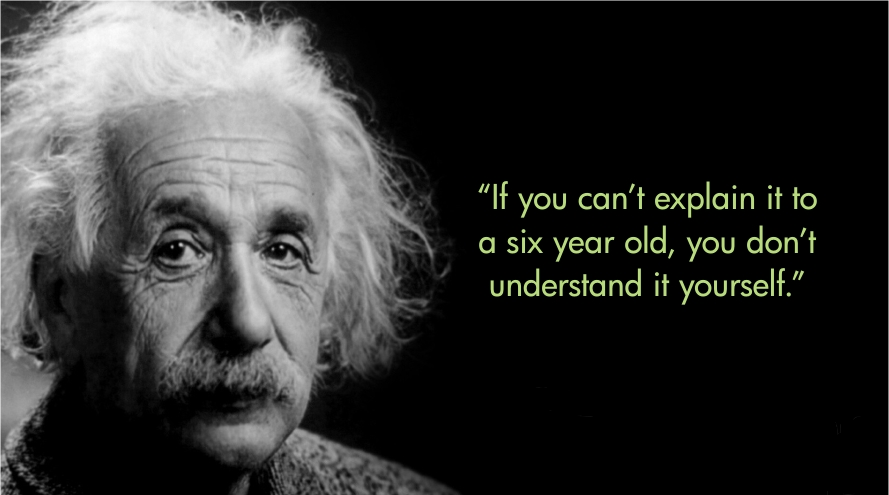 “If you can’t explain it to
a six year old, you don’t
understand it yourself.”